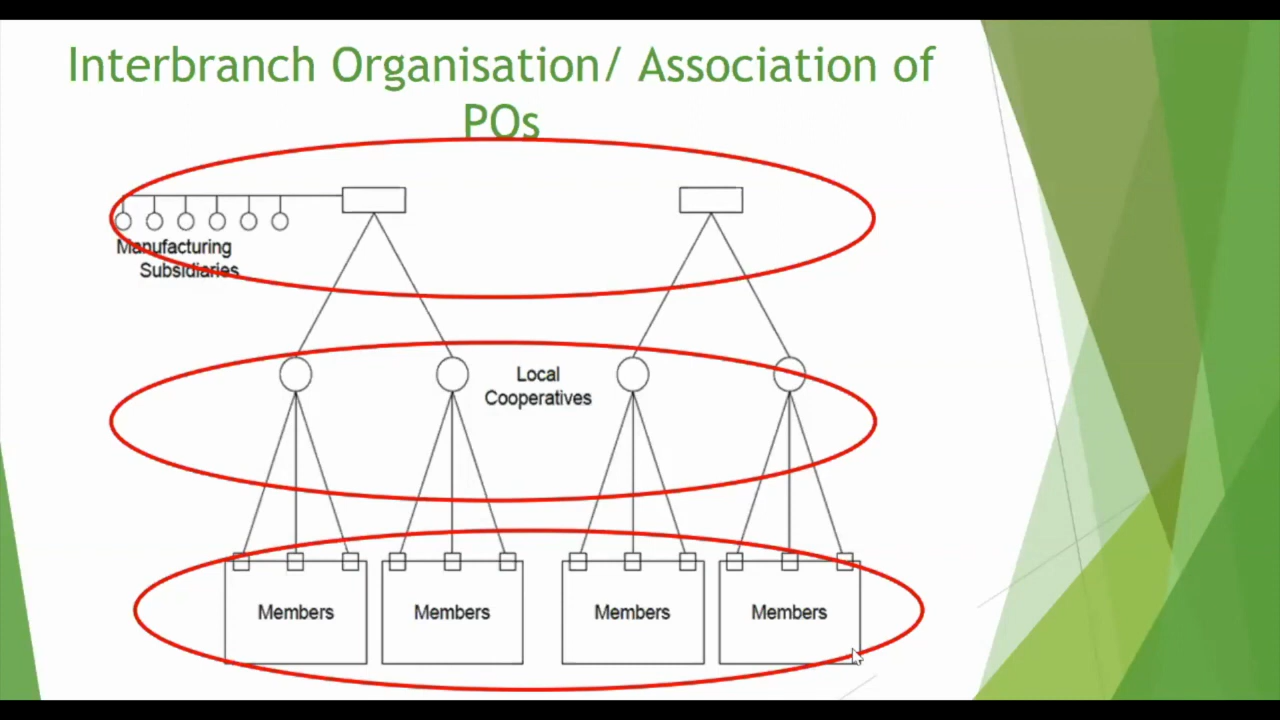 Interbranch Organisation/ Association of
POs
Manufacturing
Subsidiaries
Local
Cooperatives
Members
Members
Members
Members